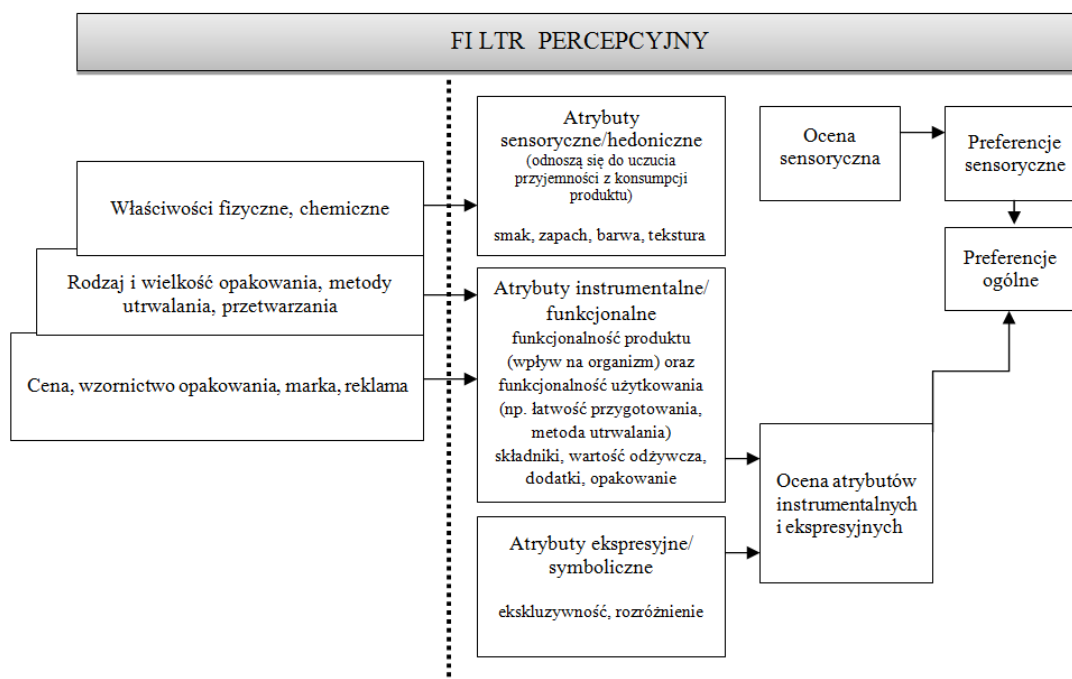 FI LTR PERCEPCYJNY
Właściwości fizyczne, chemiczne
Rodzaj i wielkość opakowania, metody
utrwalania, przetwarzania
Cena, wzornictwo opakowania, marka, reklama
Atrybuty
sensoryczne/hedoniczne
(odnoszą się do uczucia
przyjemności z konsumpcji
produktu)
smak, zapach, barwa, tekstura
Atrybuty instrumentalne/
funkcjonalne
funkcjonalność produktu
(wpływ na organizm) oraz
funkcjonalność użytkowania
(np. łatwość przygotowania,
metoda utrwalania)
składniki, wartość odżywcza,
dodatki, opakowanie
Atrybuty ekspresyjne/
symboliczne
ekskluzywność, rozróżnienie
Ocena
sensoryczna
Preferencje
sensoryczne
Preferencje
ogólne
Ocena atrybutów
instrumentalnych
i ekspresyjnych